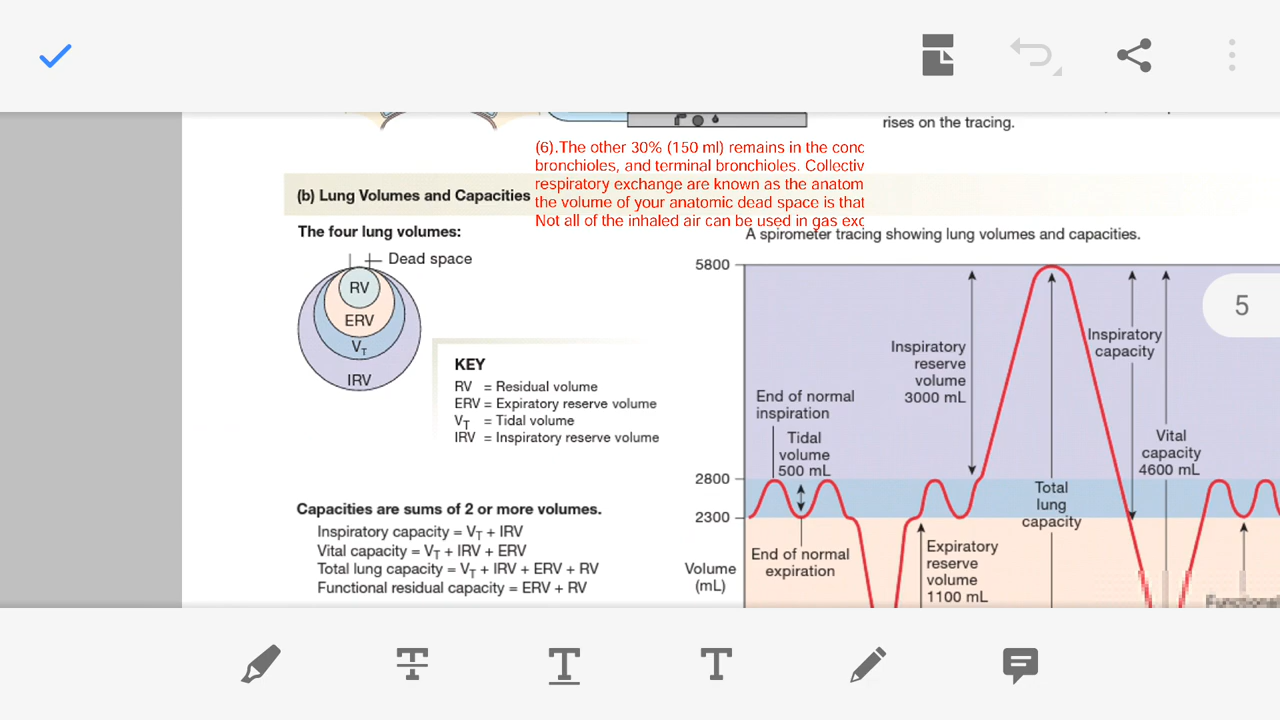 rises on the tracing.
(6).The other 30% (150 ml) remains in the conc
bronchioles, and terminal bronchioles. Collectiv
respiratory exchange are known as the anatom
the volume of your anatomic dead space is that
Not all of the inhaled air can be used in gas exc
(b) Lung Volumes and Capacities
The four lung volumes:
Dead space
RV
ERV
VT
IRV
KEY
RV = Residual volume
ERV = Expiratory reserve volume
VT = Tidal volume
IRV = Inspiratory reserve volume
Capacities are sums of 2 or more volumes.
Inspiratory capacity = VT + IRV
Vital capacity = VT + IRV + ERV
Total lung capacity = VT + IRV + ERV + RV
Functional residual capacity = ERV + RV
A spirometer tracing showing lung volumes and capacities.
5800
2800
2300
Volume
(mL)
End of normal
inspiration
Tidal
volume
500 mL
End of normal
expiration
Inspiratory
reserve
volume
3000 mL
Expiratory
reserve
volume
1100 mL
Total
lung
capacity
Inspiratory
capacity
Vital
capacity
4600 mL
Functional
5
T
T
T